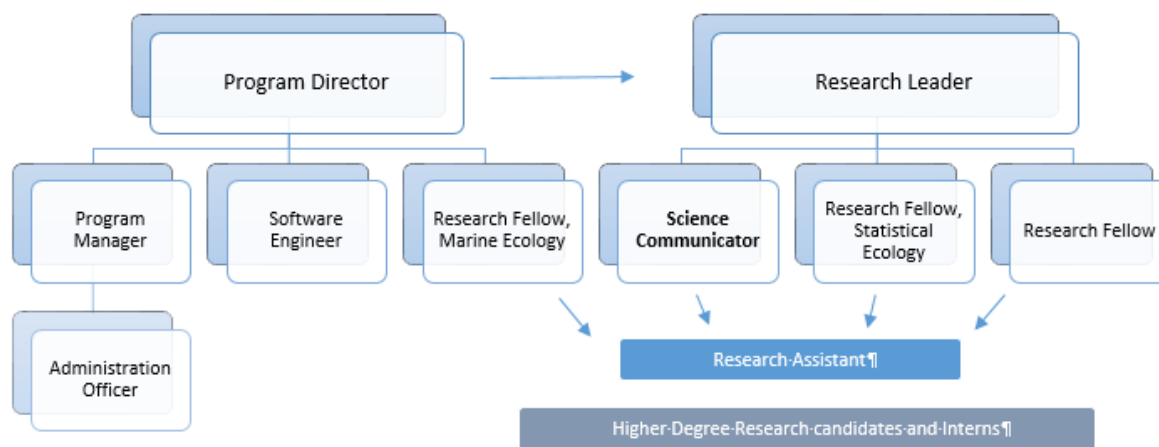 Program Director
Research Leader
Program
Manager
Software
Engineer
Research Fellow,
Marine Ecology
Science
Communicator
Research Fellow,
Statistical
Ecology
Research Fellow
Administration
Officer
Research·Assistant¶
Higher·Degree·Research·candidates·and·Interns¶